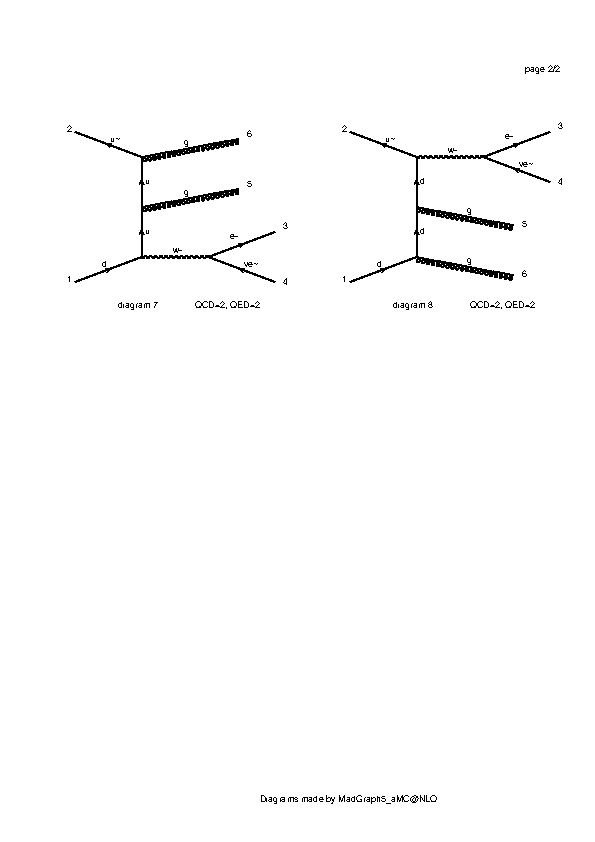 page 2/2
2 u~ g 6
u
g 5
u 3
e-
w-
d ve~
1 4
diagram 7 QCD=2, QED=2
2 u~ e- 3
w-
ve~
d 4
g
5
d g
d
6
1
diagram 8 QCD=2, QED=2
Diagrams made by MadGraph5_aMC@NLO